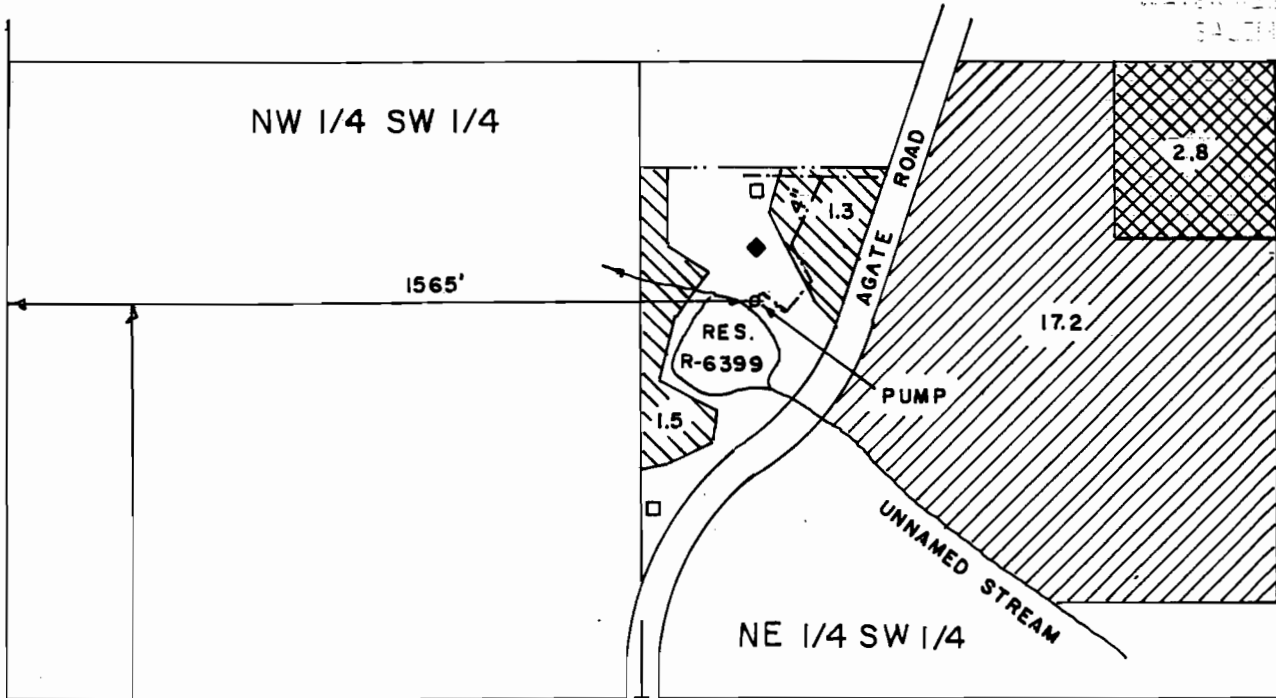 NW 1/4 SW 1/4
2.8
AGATE ROAD
4"
1.3
1565'
17.2
RES.
R-6399
PUMP
1.5
UNNAMED STREAM
NE 1/4 SW 1/4